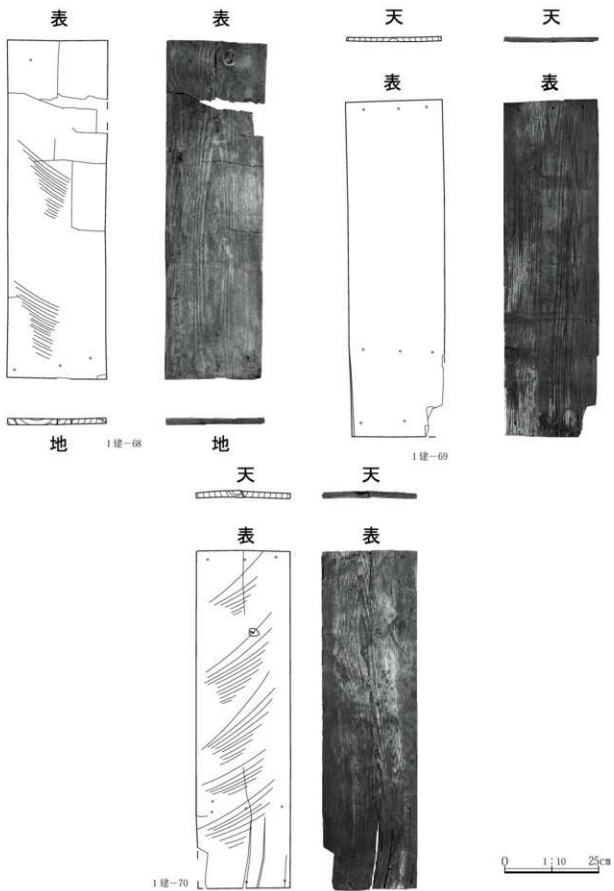 表 表
地 地
1建-68
天 天
表 表
1建-69
天 天
表 表
1建-70
0 1:10 25cm